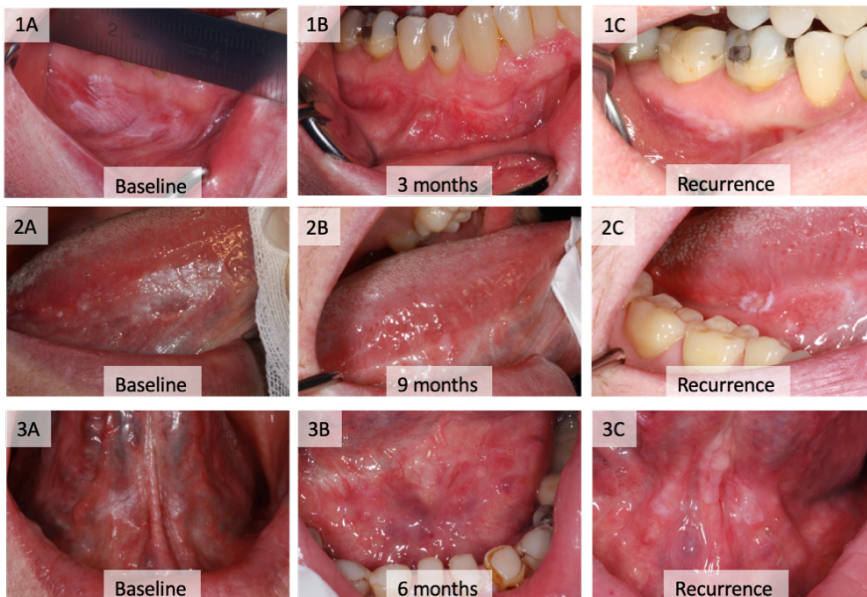 1A
2
Baseline
1B
3 months
1C
Recurrence
2A
Baseline
2B
9 months
2C
Recurrence
3A
Baseline
3B
6 months
3C
Recurrence